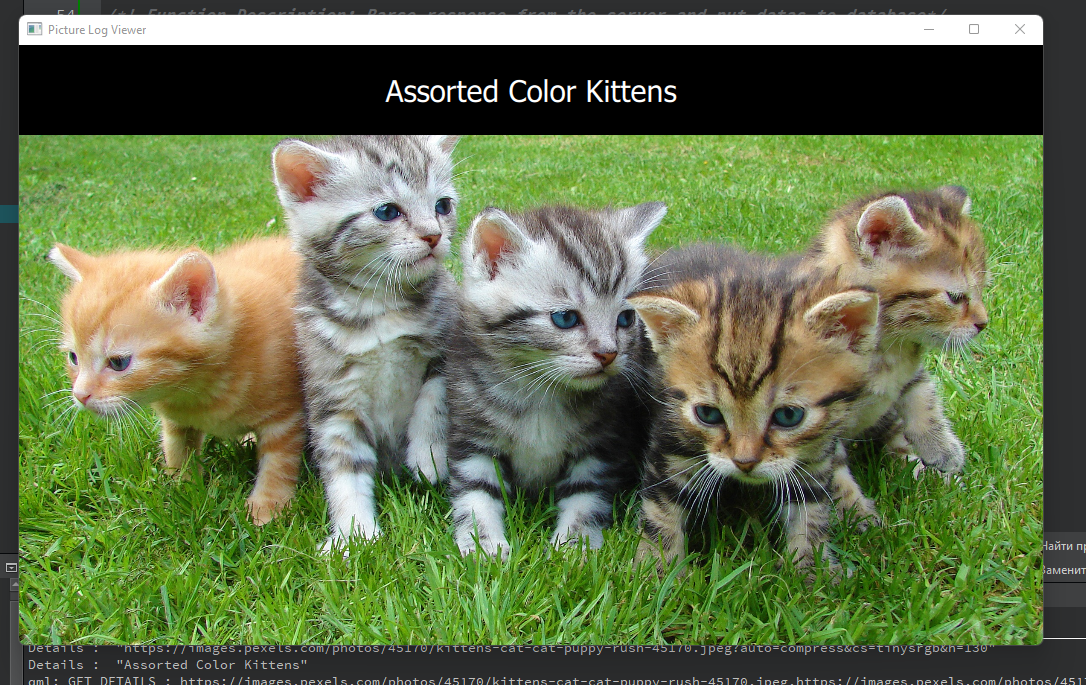 54 /*! Function Description: Parse response from the server and put datas to database*/
Picture Log Viewer
Assorted Color Kittens
Найти
Заменит
Details : "https://images.pexels.com/photos/45170/kittens-cat-cat-puppy-rush-45170.jpeg?auto=compress&cs=tinysrgb&h=130"
Details : "Assorted Color Kittens"
qml: GET DETAILS : https://images.pexels.com/photos/45170/kittens-cat-cat-puppy-rush-45170.jpeg,https://images.pexels.com/photos/451